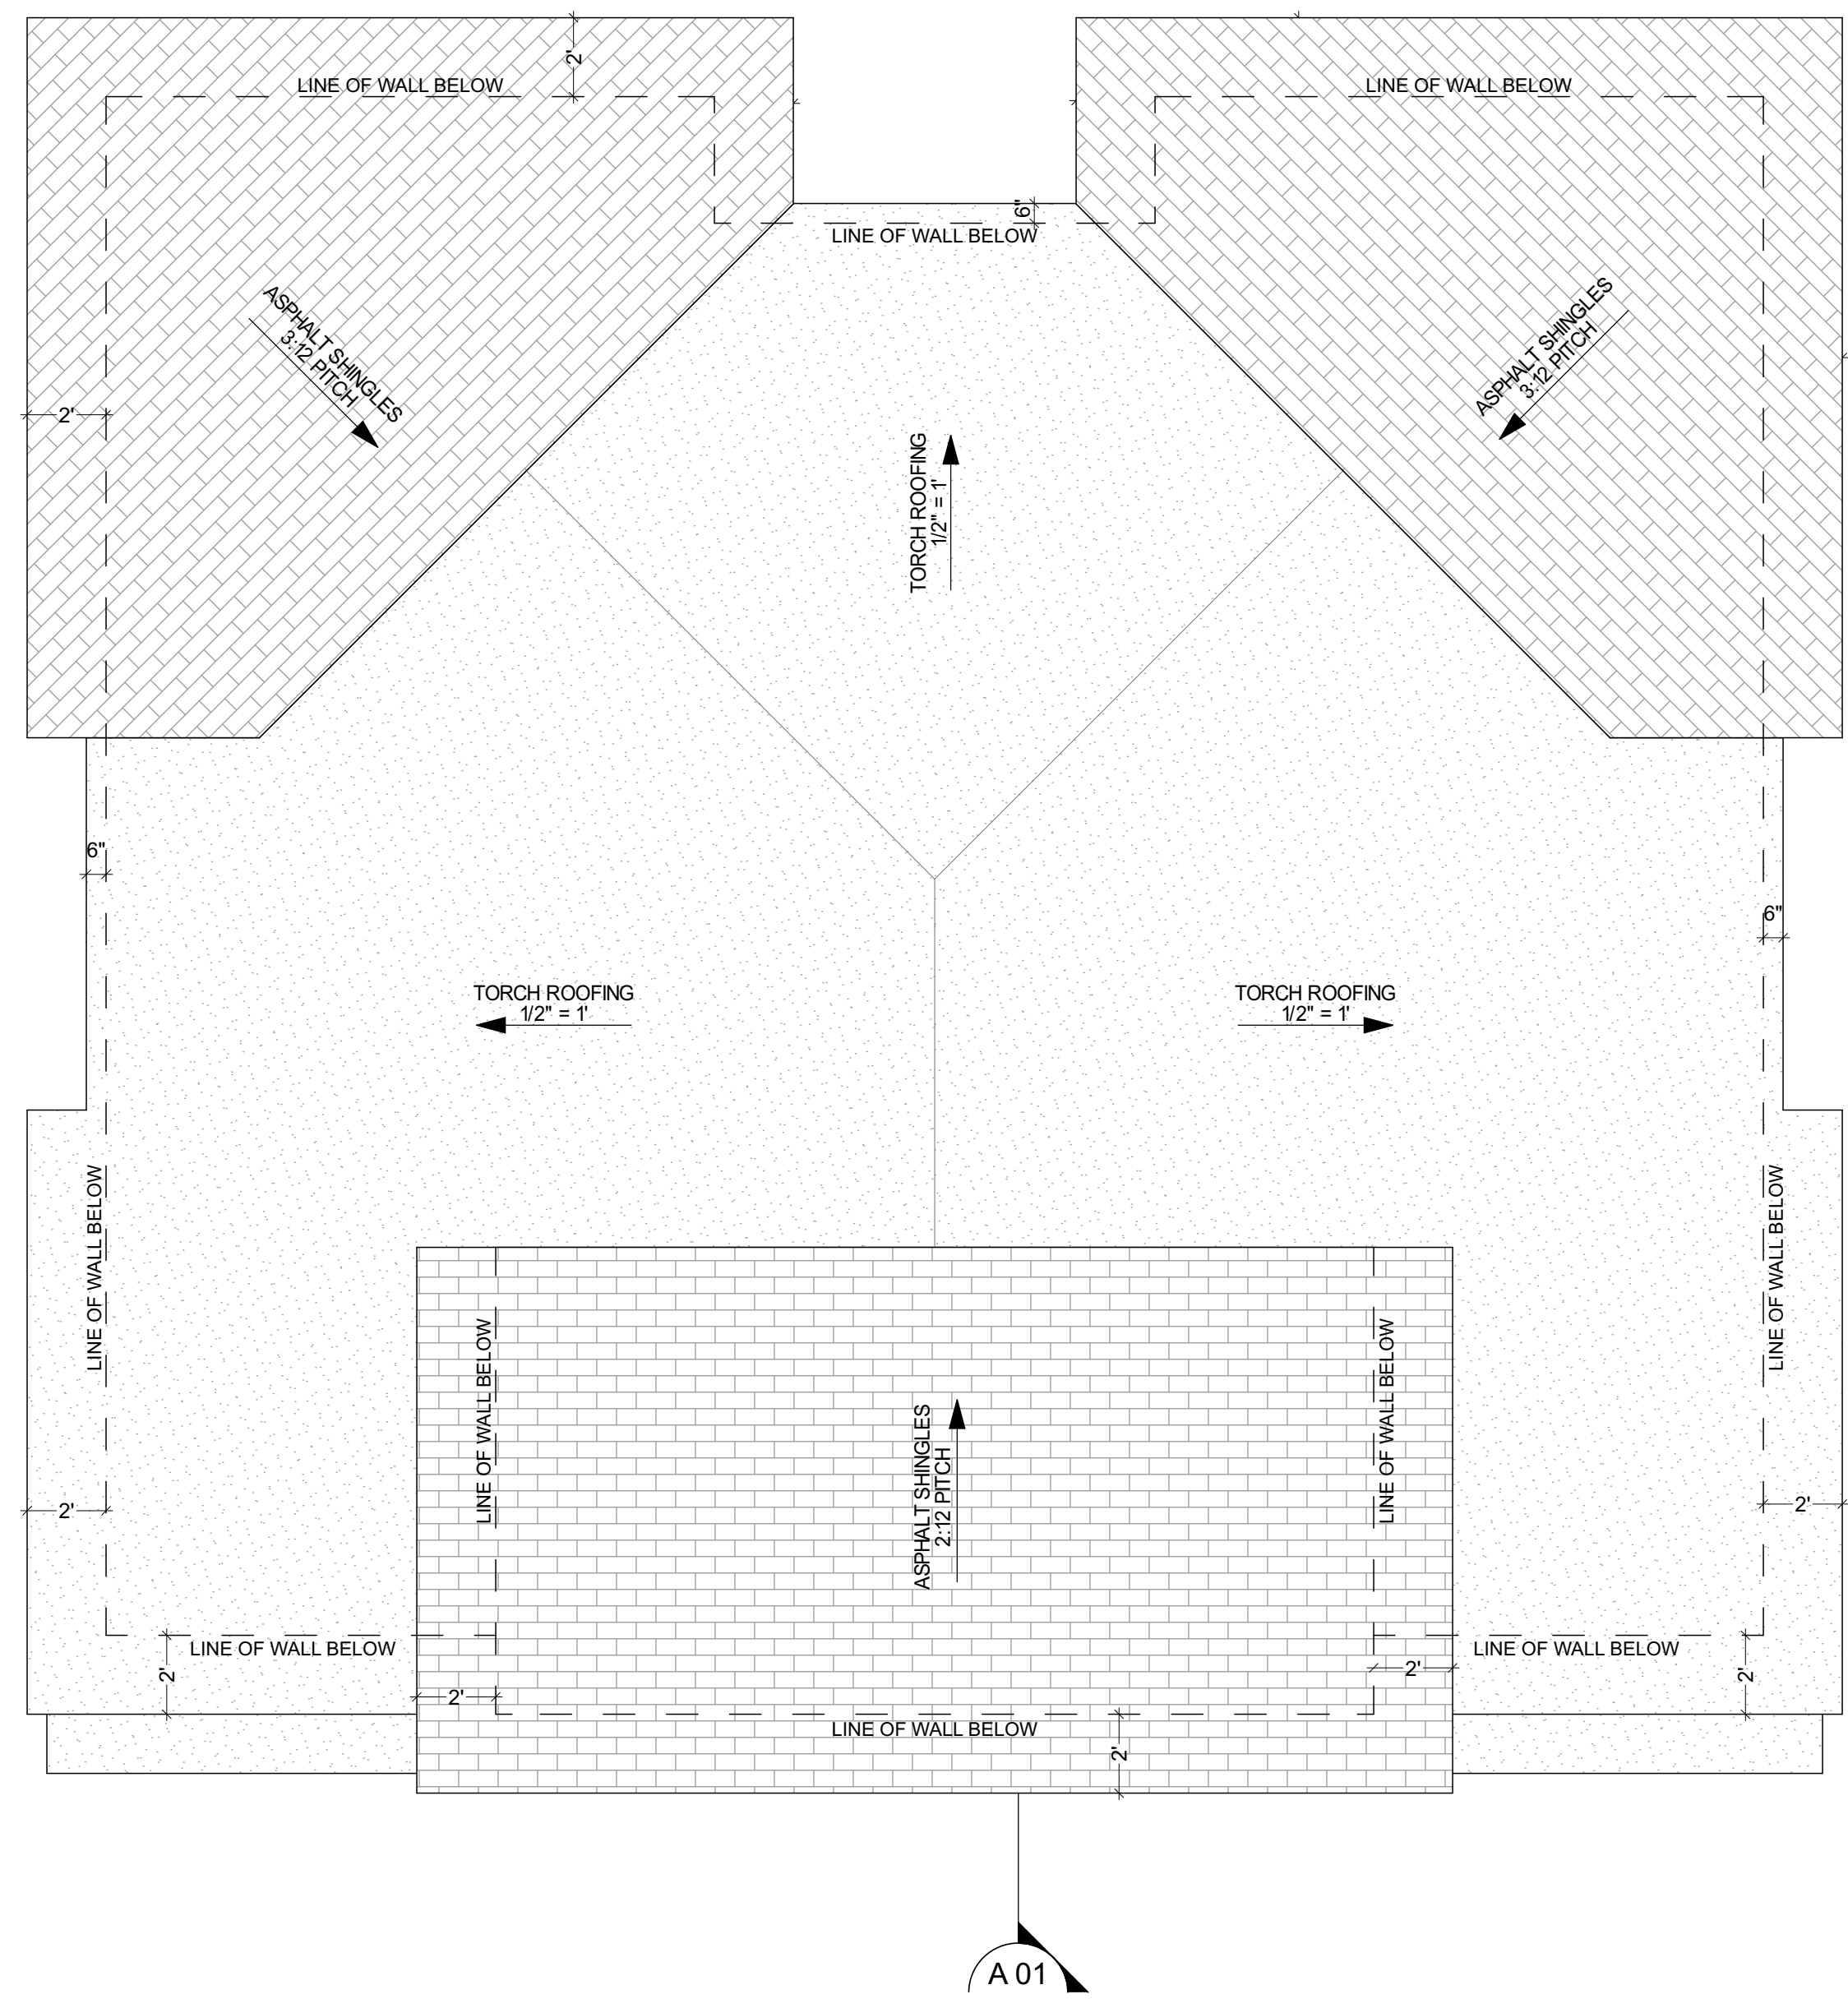 2'
LINE OF WALL BELOW
LINE OF WALL BELOW
6"
LINE OF WALL BELOW
ASPHALT SHINGLES
3:12 PITCH
ASPHALT SHINGLES
3:12 PITCH
2'
TORCH ROOFING
1/2" = 1'
6"
6"
TORCH ROOFING
1/2" = 1'
TORCH ROOFING
1/2" = 1'
LINE OF WALL BELOW
LINE OF WALL BELOW
LINE OF WALL BELOW
LINE OF WALL BELOW
ASPHALT SHINGLES
2:12 PITCH
2'
2'
LINE OF WALL BELOW
LINE OF WALL BELOW
2'
2'
2'
2'
LINE OF WALL BELOW
2'
A 01